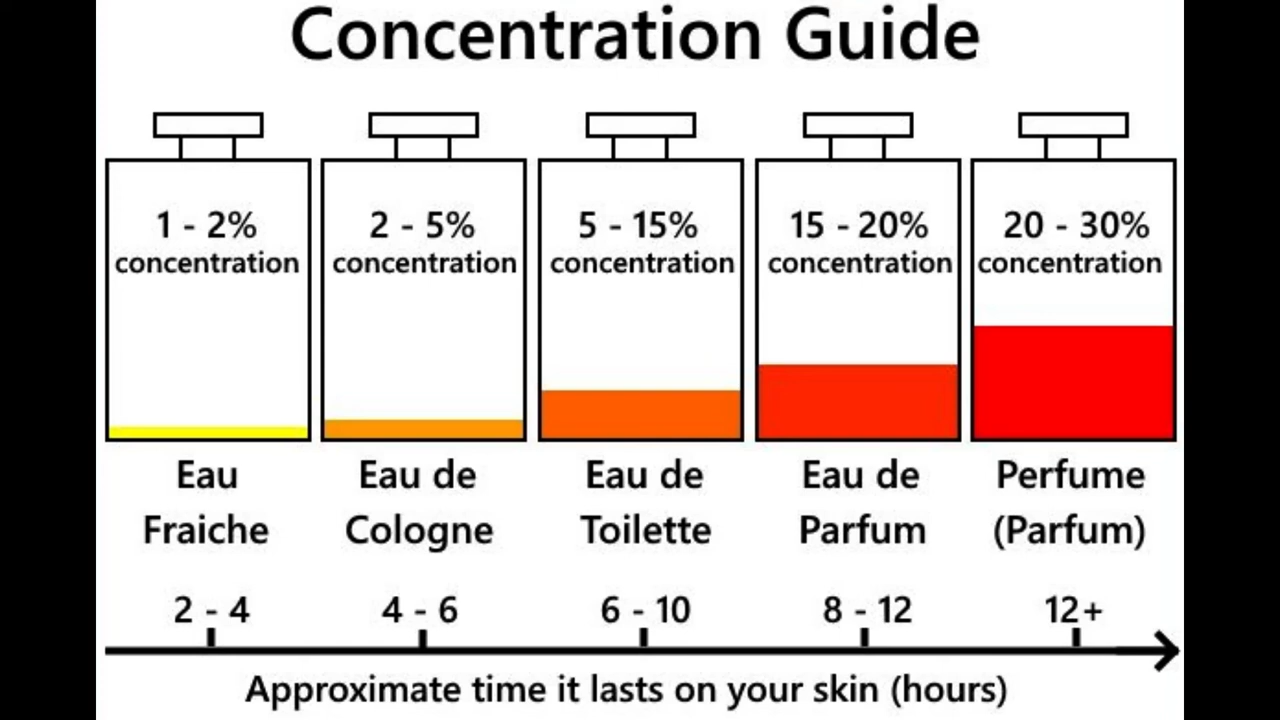 Concentration Guide
1 - 2%
concentration
2 - 5%
concentration
5 - 15%
concentration
15 - 20%
concentration
20 - 30%
concentration
Eau
Fraiche
Eau de
Cologne
Eau de
Toilette
Eau de
Parfum
Perfume
(Parfum)
2 - 4
4 - 6
6 - 10
8 - 12
12+
Approximate time it lasts on your skin (hours)